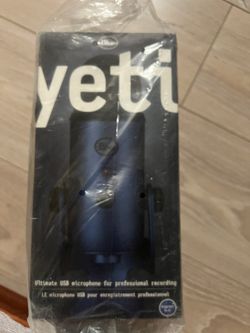 yeti
Ultimate USB microphone for professional recording
LE microphone USB pour enregistrement professionnel